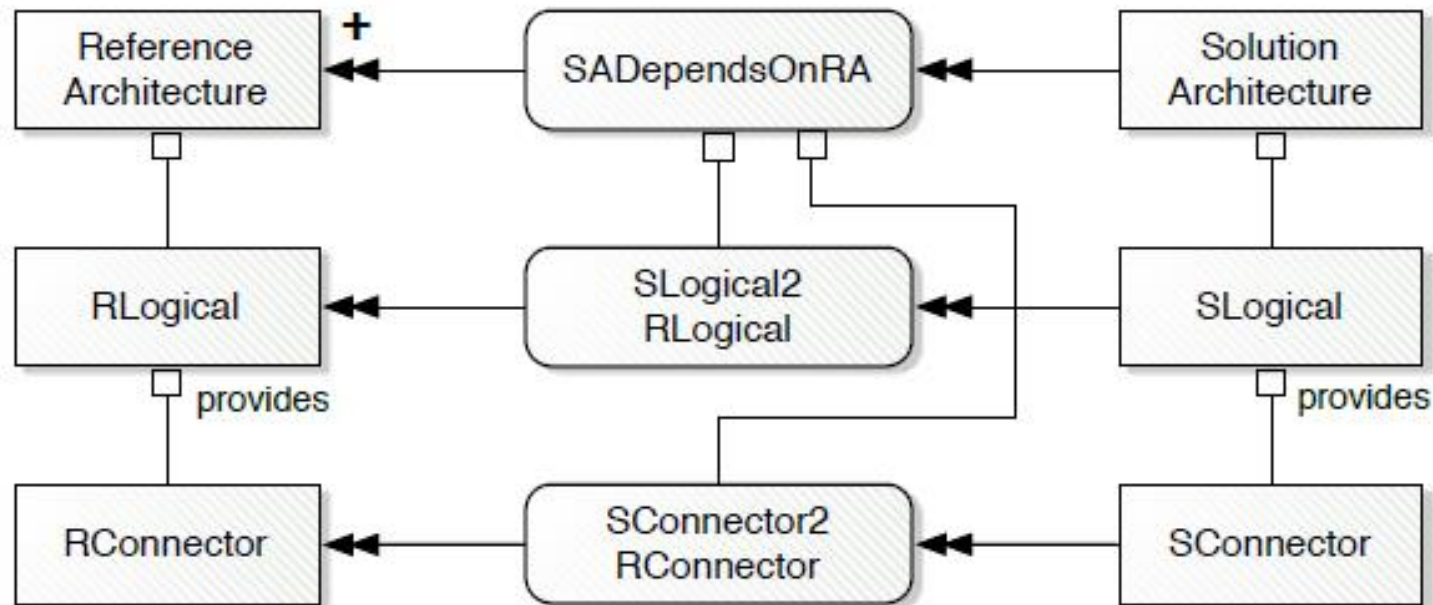 Reference
Architecture
+
SADependsOnRA
Solution
Architecture
RLogical
SLogical2
RLogical
SLogical
provides
provides
RConnector
SConnector2
RConnector
SConnector